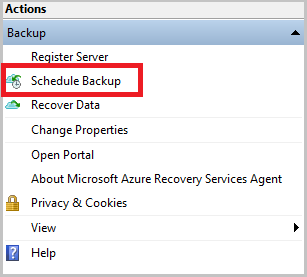 Actions
Backup
Register Server
Schedule Backup
Recover Data
Change Properties
Open Portal
About Microsoft Azure Recovery Services Agent
Privacy & Cookies
View
Help